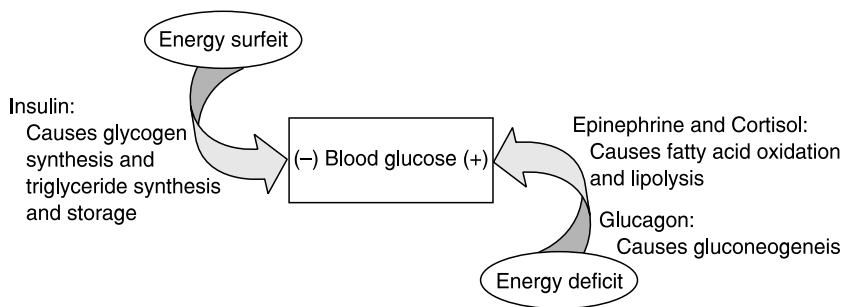 Energy surfeit
Insulin:
Causes glycogen
synthesis and
triglyceride synthesis
and storage
(–) Blood glucose (+)
Epinephrine and Cortisol:
Causes fatty acid oxidation
and lipolysis
Glucagon:
Causes gluconeogeneis
Energy deficit